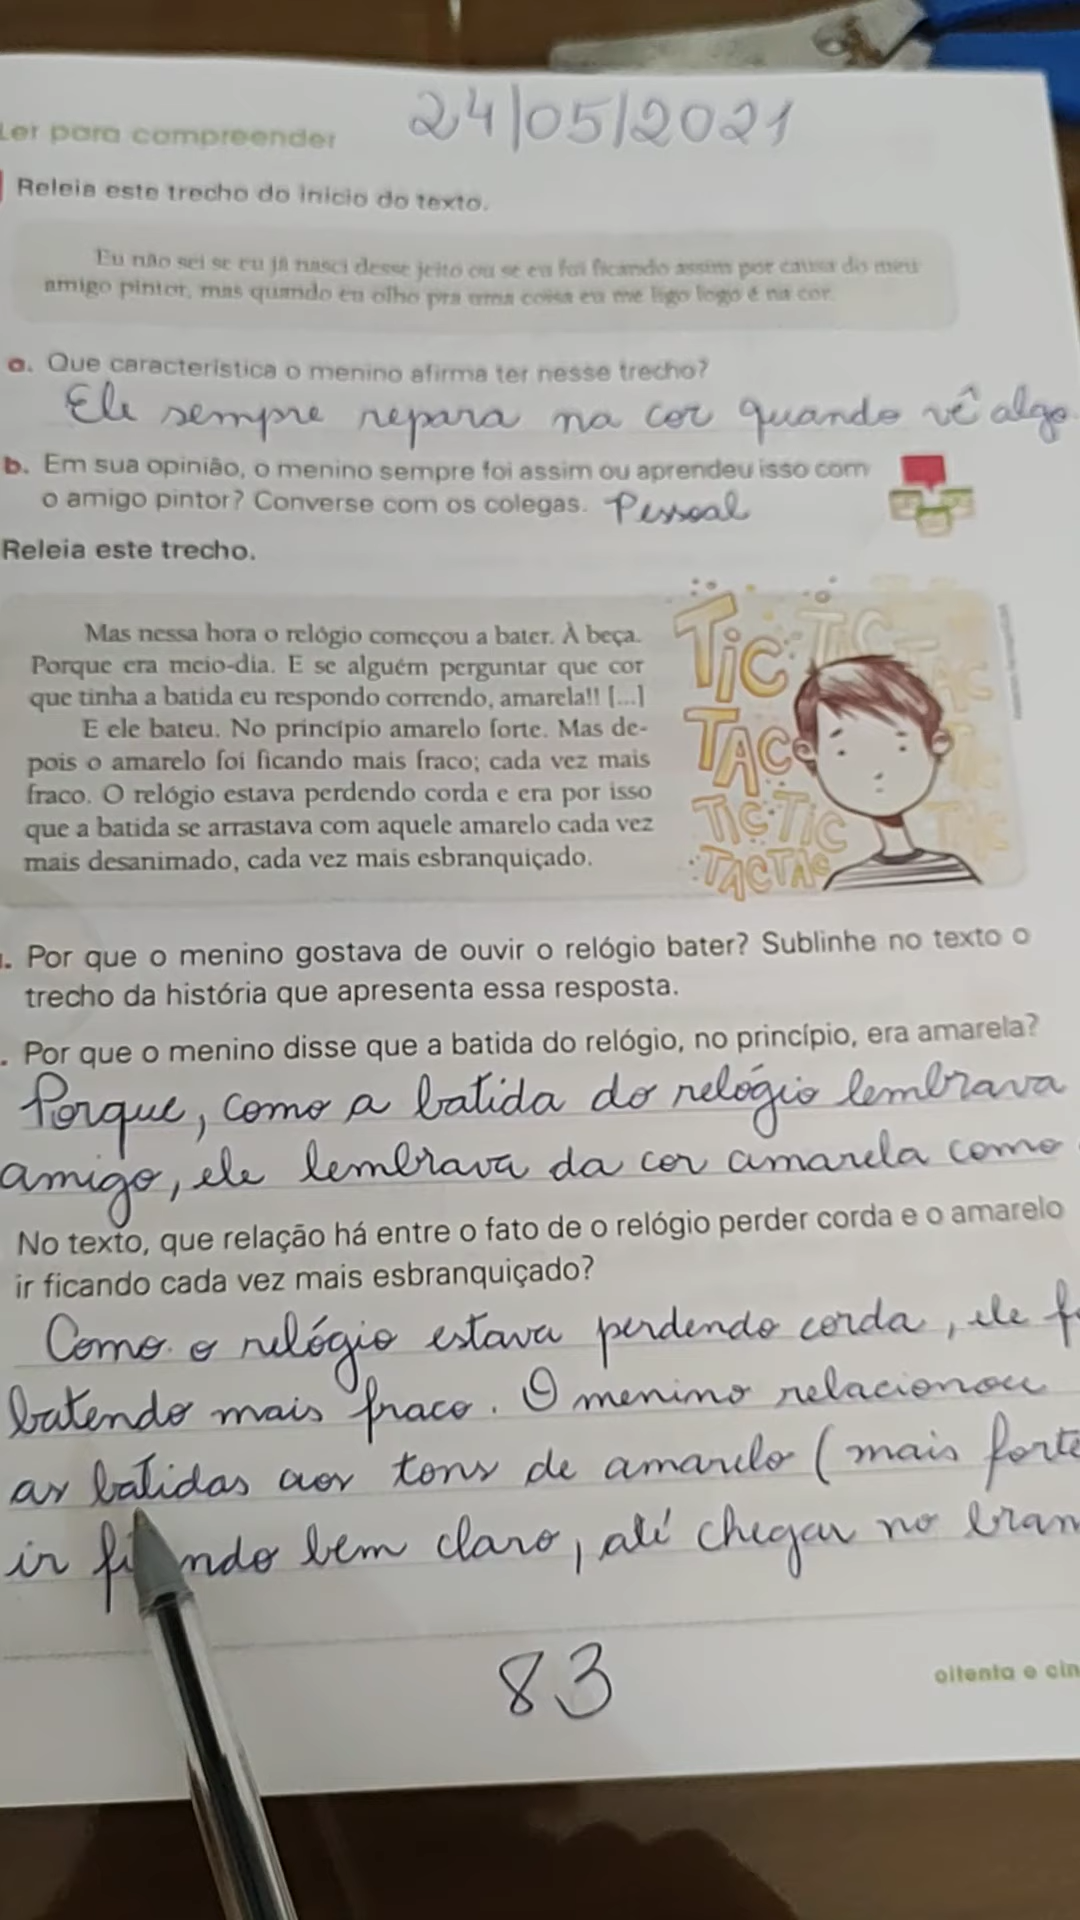 Ler para compreender
24/05/2021
Releia este trecho do início do texto.
Eu não sei se eu já nasci desse jeito ou se eu fui ficando assim por causa do meu
amigo pintor, mas quando eu olho pra uma coisa eu me ligo logo é na cor.
a. Que característica o menino afirma ter nesse trecho?
Ele sempre repara na cor quando vê algo
b. Em sua opinião, o menino sempre foi assim ou aprendeu isso com
o amigo pintor? Converse com os colegas. Pessoal
Releia este trecho.
Mas nessa hora o relógio começou a bater. À beça.
Porque era meio-dia. E se alguém perguntar que cor
que tinha a batida eu respondo correndo, amarela!! [...]
E ele bateu. No princípio amarelo forte. Mas de-
pois o amarelo foi ficando mais fraco; cada vez mais
fraco. O relógio estava perdendo corda e era por isso
que a batida se arrastava com aquele amarelo cada vez
mais desanimado, cada vez mais esbranquiçado.
TIC TIC
TAC
TIC TIC
TACTAC
. Por que o menino gostava de ouvir o relógio bater? Sublinhe no texto o
trecho da história que apresenta essa resposta.
. Por que o menino disse que a batida do relógio, no princípio, era amarela?
Porque, como a batida do relógio lembrava
amigo, ele lembrava da cor amarela como
No texto, que relação há entre o fato de o relógio perder corda e o amarelo
ir ficando cada vez mais esbranquiçado?
Como o relógio estava perdendo corda, ele
batendo mais fraco. O menino relacionou
as batidas aos tons de amarelo (mais forte
ir bem claro, até chegar no
83
oitenta e